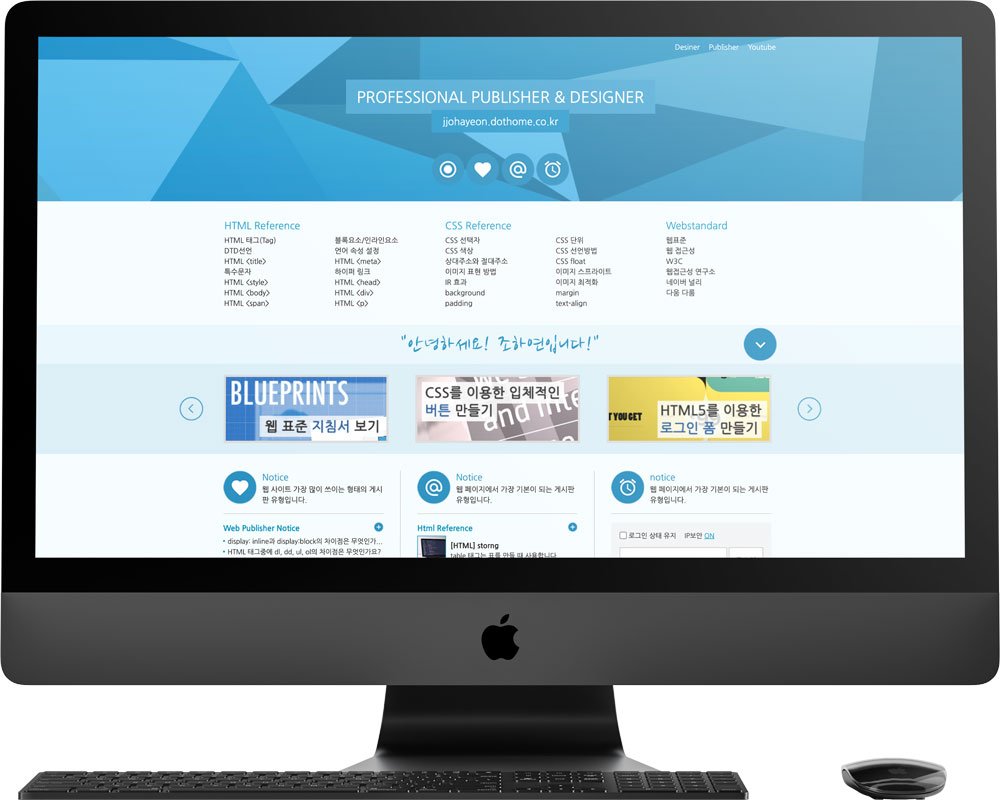 Desiner Publisher Youtube
PROFESSIONAL PUBLISHER & DESIGNER
jjohayeon.dothome.co.kr
HTML Reference
HTML 태그(Tag)
DTD선언
HTML <title>
특수문자
HTML <style>
HTML <body>
HTML <span>
블록요소/인라인요소
언어 속성 설정
HTML <meta>
하이퍼 링크
HTML <head>
HTML <div>
HTML <p>
CSS Reference
CSS 선택자
CSS 색상
상대주소와 절대주소
이미지 표현 방법
IR 효과
background
padding
CSS 단위
CSS 선언방법
CSS float
이미지 스프라이트
이미지 최적화
margin
text-align
Webstandard
웹표준
웹 접근성
W3C
웹접근성 연구소
네이버 널리
다음 다룸
"안녕하세요! 조하연입니다!"
BLUEPRINTS
웹 표준 지침서 보기
CSS를 이용한 입체적인
버튼 만들기
and inte
T YOU GET
HTML5를 이용한
로그인 폼 만들기
Notice
웹 사이트 가장 많이 쓰이는 형태의 게시
판 유형입니다.
Web Publisher Notice
display: inline과 display:block의 차이점은 무엇인가...
HTML 태그중에 dl, dd, ul, ol의 차이점은 무엇인가요?
Notice
웹 페이지에서 가장 기본이 되는 게시판
유형입니다.
Html Reference
[HTML] storng
table 태그는 표를 만들 때 사용합니다
notice
웹 페이지에서 가장 기본이 되는 게시판
유형입니다.
로그인 상태 유지 IP보안 ON